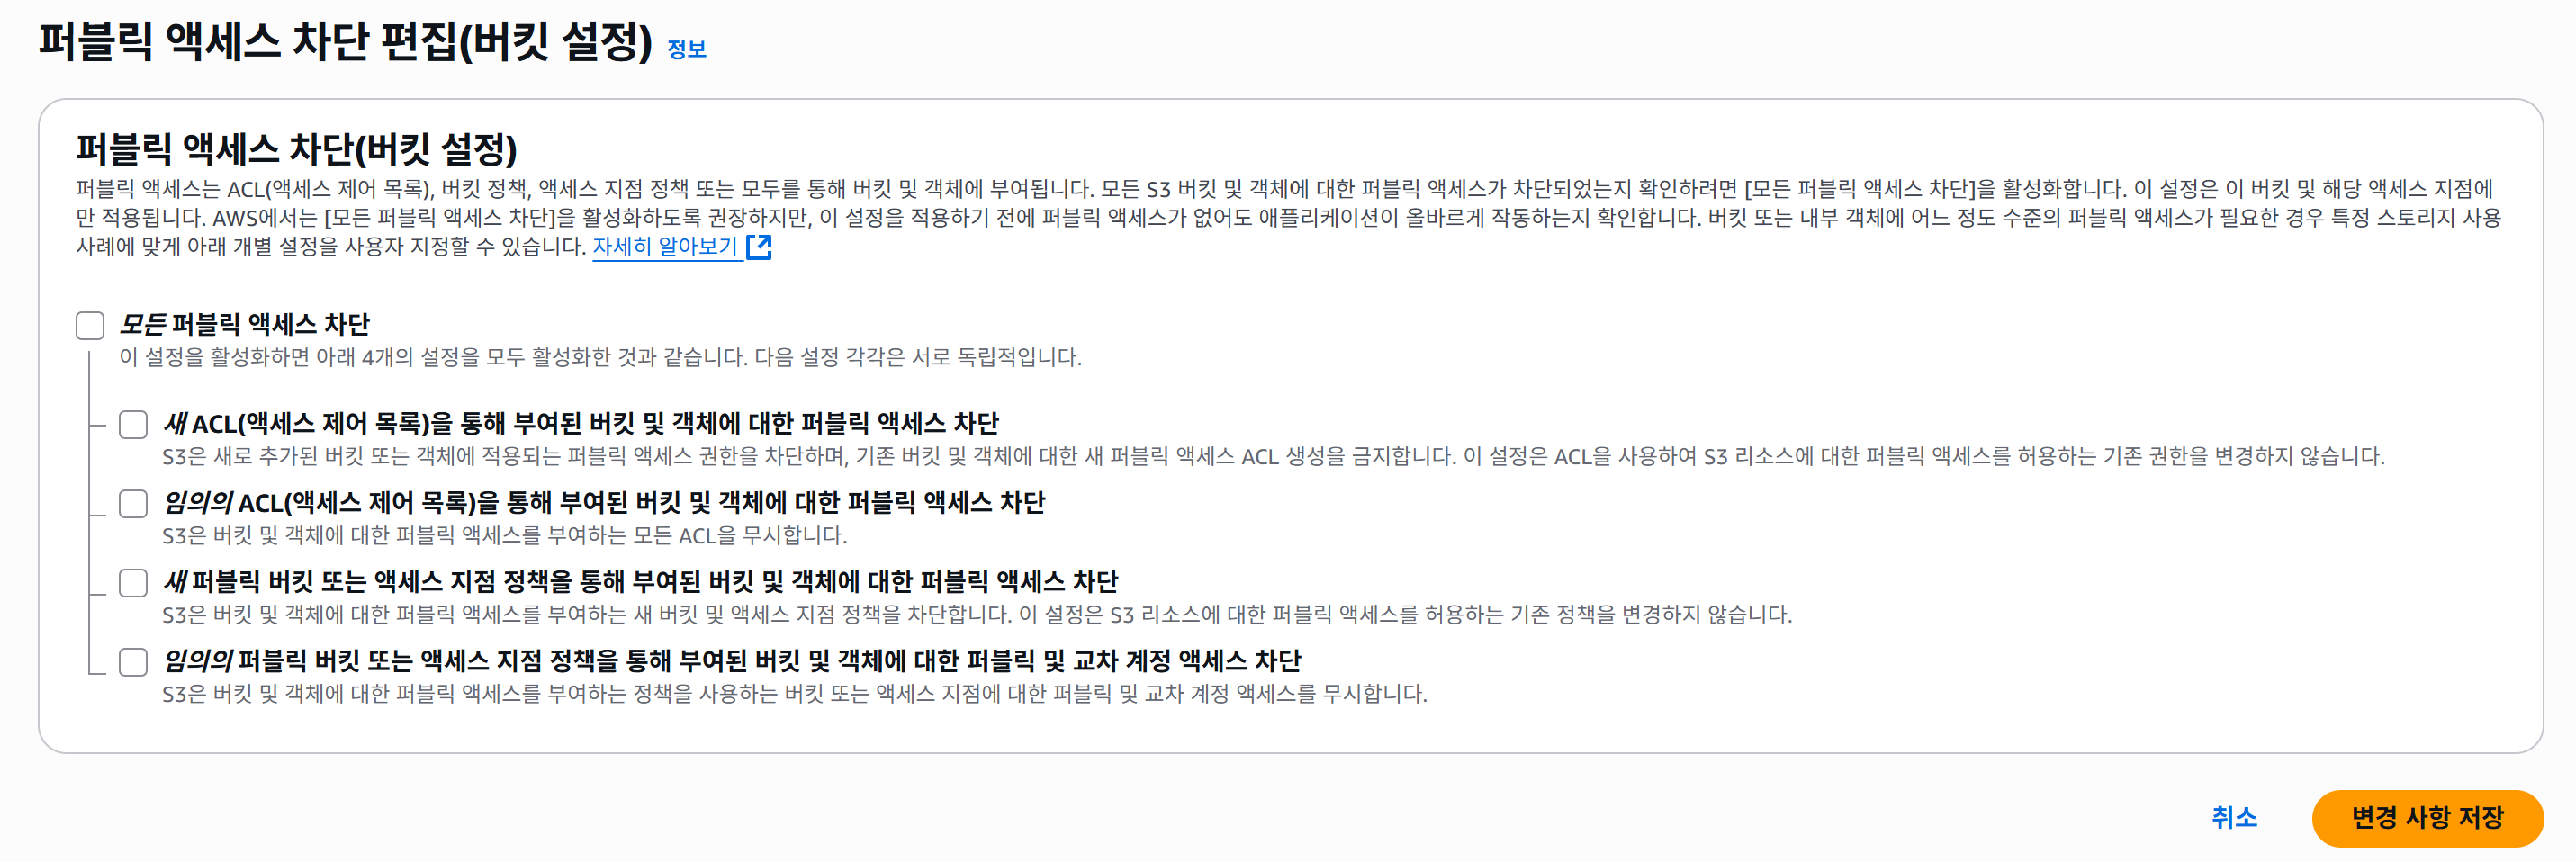 퍼블릭 액세스 차단 편집(버킷 설정) 정보
퍼블릭 액세스 차단(버킷 설정)
퍼블릭 액세스는 ACL(액세스 제어 목록), 버킷 정책, 액세스 지점 정책 또는 모두를 통해 버킷 및 객체에 부여됩니다. 모든 S3 버킷 및 객체에 대한 퍼블릭 액세스가 차단되었는지 확인하려면 [모든 퍼블릭 액세스 차단]을 활성화합니다. 이 설정은 이 버킷 및 해당 액세스 지점에
만 적용됩니다. AWS에서는 [모든 퍼블릭 액세스 차단]을 활성화하도록 권장하지만, 이 설정을 적용하기 전에 퍼블릭 액세스가 없어도 애플리케이션이 올바르게 작동하는지 확인합니다. 버킷 또는 내부 객체에 어느 정도 수준의 퍼블릭 액세스가 필요한 경우 특정 스토리지 사용
사례에 맞게 아래 개별 설정을 사용자 지정할 수 있습니다. 자세히 알아보기
모든 퍼블릭 액세스 차단
이 설정을 활성화하면 아래 4개의 설정을 모두 활성화한 것과 같습니다. 다음 설정 각각은 서로 독립적입니다.
새 ACL(액세스 제어 목록)을 통해 부여된 버킷 및 객체에 대한 퍼블릭 액세스 차단
S3은 새로 추가된 버킷 또는 객체에 적용되는 퍼블릭 액세스 권한을 차단하며, 기존 버킷 및 객체에 대한 새 퍼블릭 액세스 ACL 생성을 금지합니다. 이 설정은 ACL을 사용하여 S3 리소스에 대한 퍼블릭 액세스를 허용하는 기존 권한을 변경하지 않습니다.
임의의 ACL(액세스 제어 목록)을 통해 부여된 버킷 및 객체에 대한 퍼블릭 액세스 차단
S3은 버킷 및 객체에 대한 퍼블릭 액세스를 부여하는 모든 ACL을 무시합니다.
새 퍼블릭 버킷 또는 액세스 지점 정책을 통해 부여된 버킷 및 객체에 대한 퍼블릭 액세스 차단
S3은 버킷 및 객체에 대한 퍼블릭 액세스를 부여하는 새 버킷 및 액세스 지점 정책을 차단합니다. 이 설정은 S3 리소스에 대한 퍼블릭 액세스를 허용하는 기존 정책을 변경하지 않습니다.
임의의 퍼블릭 버킷 또는 액세스 지점 정책을 통해 부여된 버킷 및 객체에 대한 퍼블릭 및 교차 계정 액세스 차단
S3은 버킷 및 객체에 대한 퍼블릭 액세스를 부여하는 정책을 사용하는 버킷 또는 액세스 지점에 대한 퍼블릭 및 교차 계정 액세스를 무시합니다.
취소 변경 사항 저장